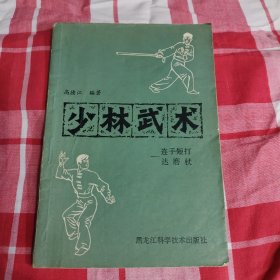 高德江 编著
少林武术
——连手短打
达磨杖
黑龙江科学技术出版社